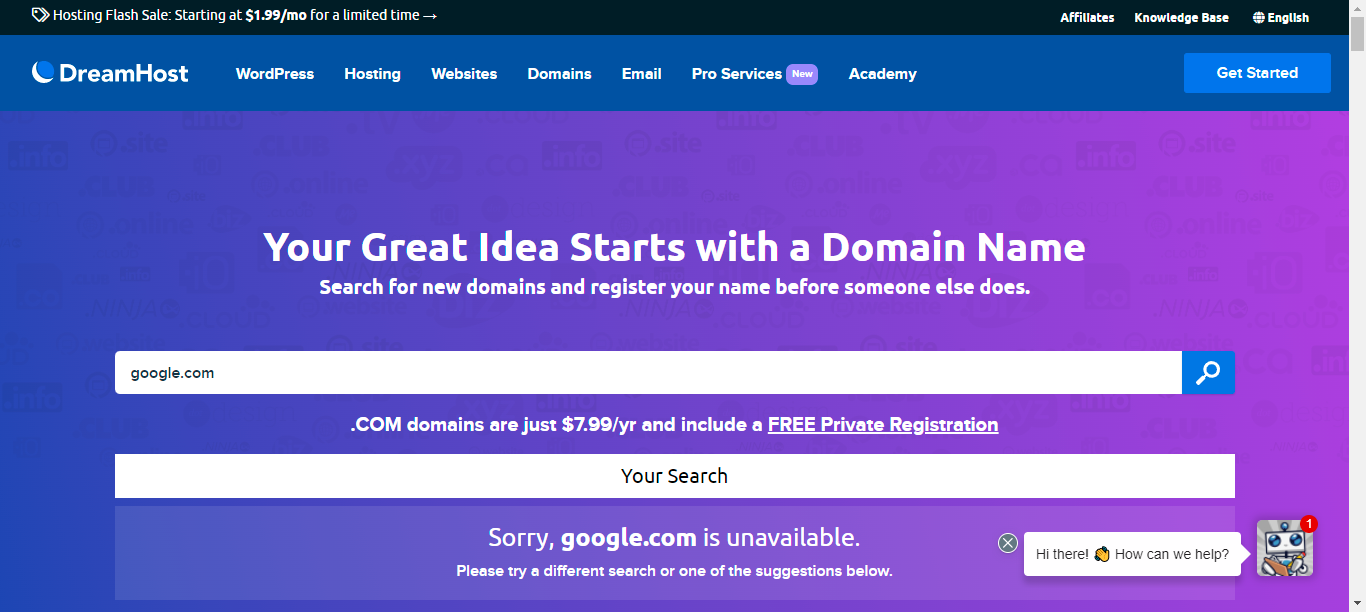 Hosting Flash Sale: Starting at $1.99/mo for a limited time →
Affiliates Knowledge Base English
DreamHost WordPress Hosting Websites Domains Email Pro Services New Academy Get Started
Your Great Idea Starts with a Domain Name
Search for new domains and register your name before someone else does.
google.com
.COM domains are just $7.99/yr and include a FREE Private Registration
Your Search
Sorry, google.com is unavailable.
Please try a different search or one of the suggestions below.
Hi there! 👋 How can we help?
1